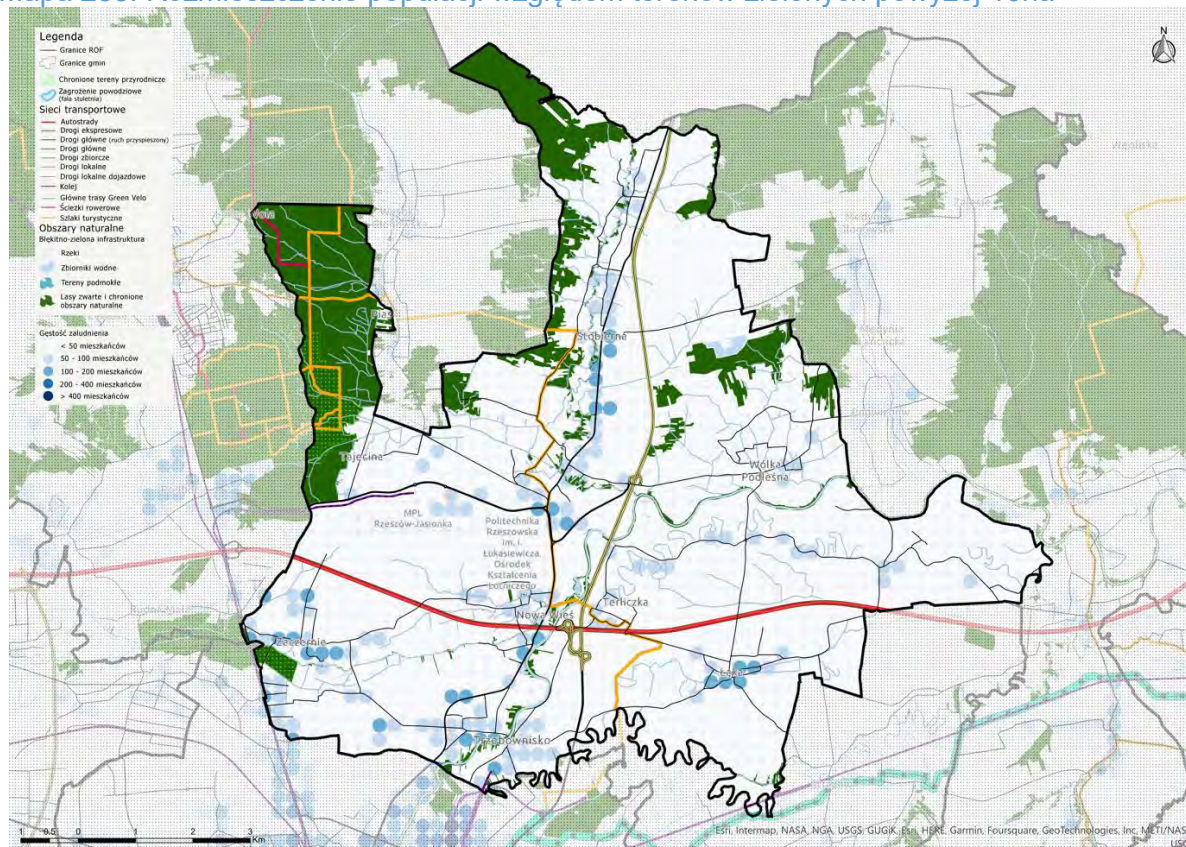 Legenda
Granice ROF
Granice gmin
Chronione tereny przyrodnicze
Zagrożenie powodziowe
(fala stuletnia)
Sieci transportowe
Autostrady
Drogi ekspresowe
Drogi główne (ruch przyspieszony)
Drogi główne
Drogi zbiorcze
Drogi lokalne
Drogi lokalne dojazdowe
Kolej
Główne trasy Green Velo
Ścieżki rowerowe
Szlaki turystyczne
Obszary naturalne
Błękitno-zielona infrastruktura
Rzeki
Zbiorniki wodne
Tereny podmokłe
Lasy zwarte i chronione
obszary naturalne
Gęstość zaludnienia
< 50 mieszkańców
50 - 100 mieszkańców
100 - 200 mieszkańców
200 - 400 mieszkańców
> 400 mieszkańców
N
Stobierna
Tajęcina
Wólka
Podleśna
MPL
Rzeszów-Jasionka
Politechnika
Rzeszowska
im. I.
Łukasiewicza,
Ośrodek
Kształcenia
Lotniczego
Terliczka
Nowa Wieś
Zaczernie
Łąka
Trzebownisko
1 0.5 0 1 2 3
Km
Esri, Intermap, NASA, NGA, USGS, GUGiK, Esri, HERE, Garmin, Foursquare, GeoTechnologies, Inc, METI/NAS